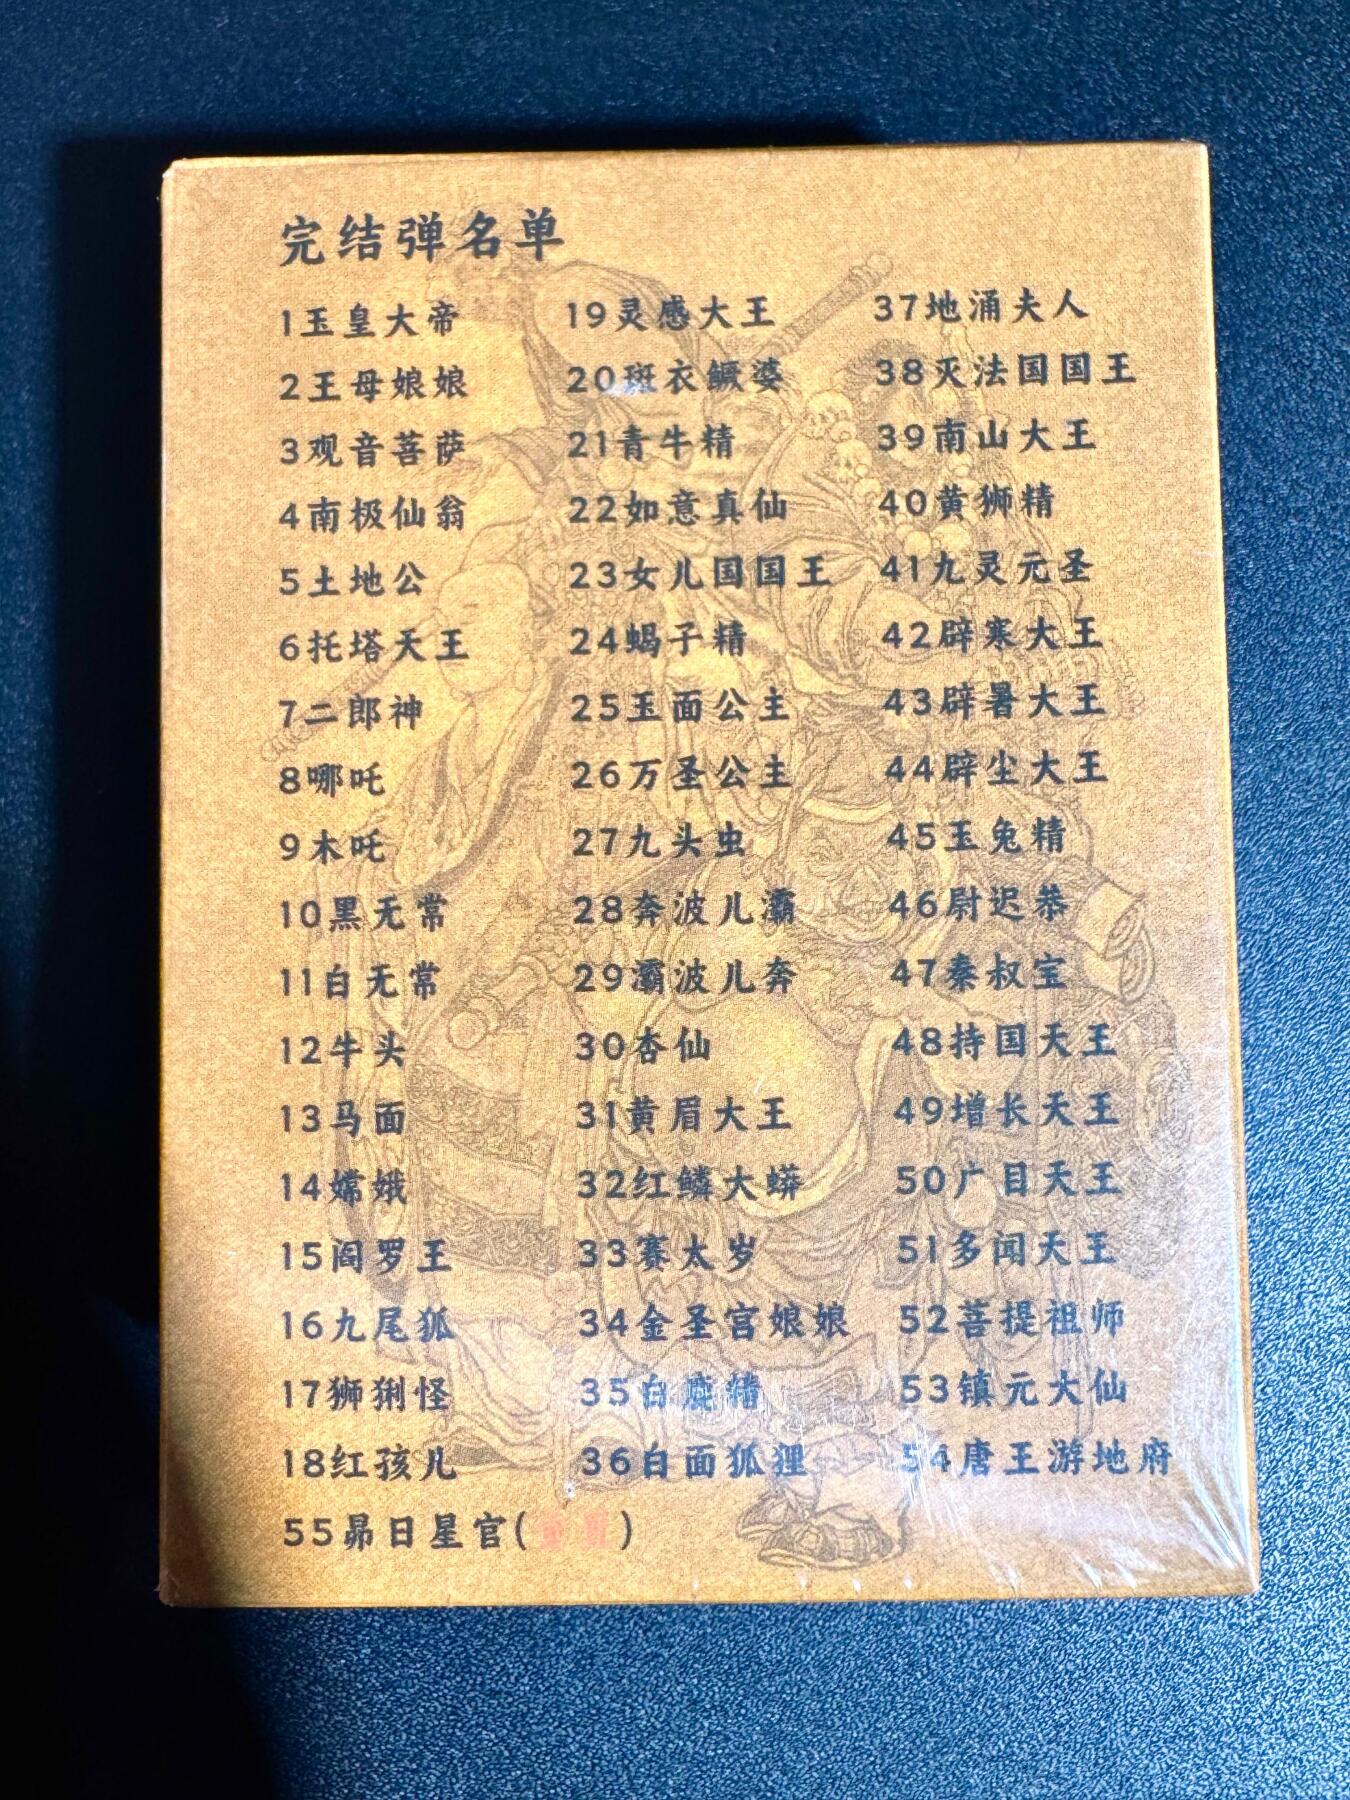 完结弹名单
1玉皇大帝
2王母娘娘
3观音菩萨
4南极仙翁
5土地公
6托塔天王
7二郎神
8哪吒
9木吒
10黑无常
11白无常
12牛头
13马面
14嫦娥
15阎罗王
16九尾狐
17狮猁怪
18红孩儿
19灵感大王
20斑衣鳜婆
21青牛精
22如意真仙
23女儿国国王
24蝎子精
25玉面公主
26万圣公主
27九头虫
28奔波儿灞
29灞波儿奔
30杏仙
31黄眉大王
32红鳞大蟒
33赛太岁
34金圣宫娘娘
35白鹿精
36白面狐狸
37地涌夫人
38灭法国国王
39南山大王
40黄狮精
41九灵元圣
42辟寒大王
43辟暑大王
44辟尘大王
45玉兔精
46尉迟恭
47秦叔宝
48持国天王
49增长天王
50广目天王
51多闻天王
52菩提祖师
53镇元大仙
54唐王游地府
55昴日星官()